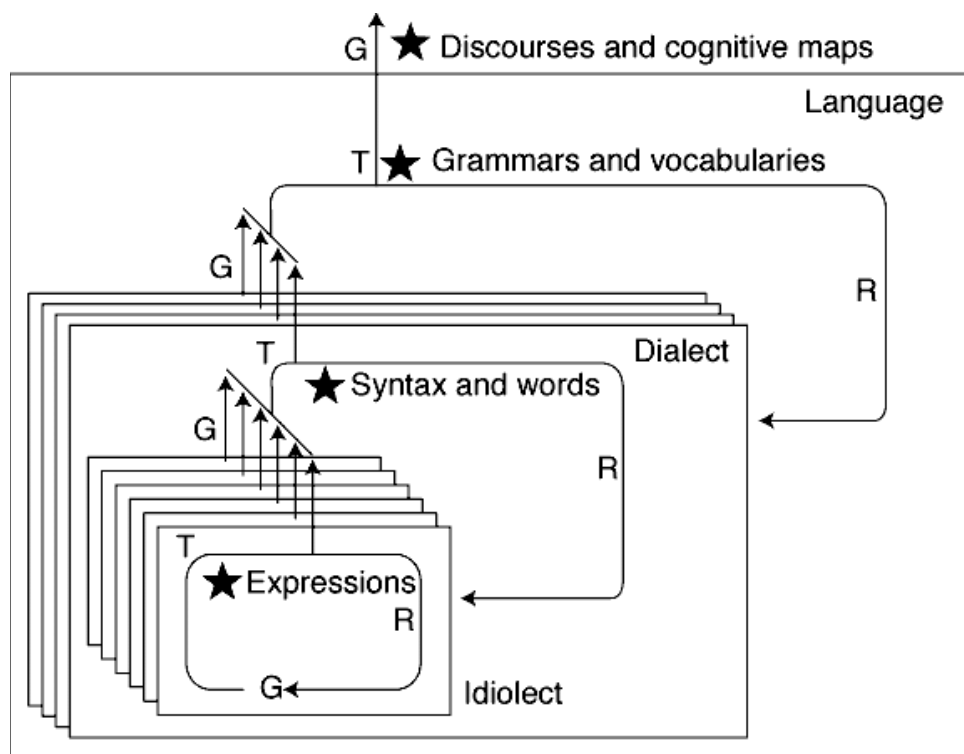 G ★ Discourses and cognitive maps
Language
T ★ Grammars and vocabularies
G
R
T
Dialect
★ Syntax and words
G
R
T
★ Expressions
R
G
Idiolect